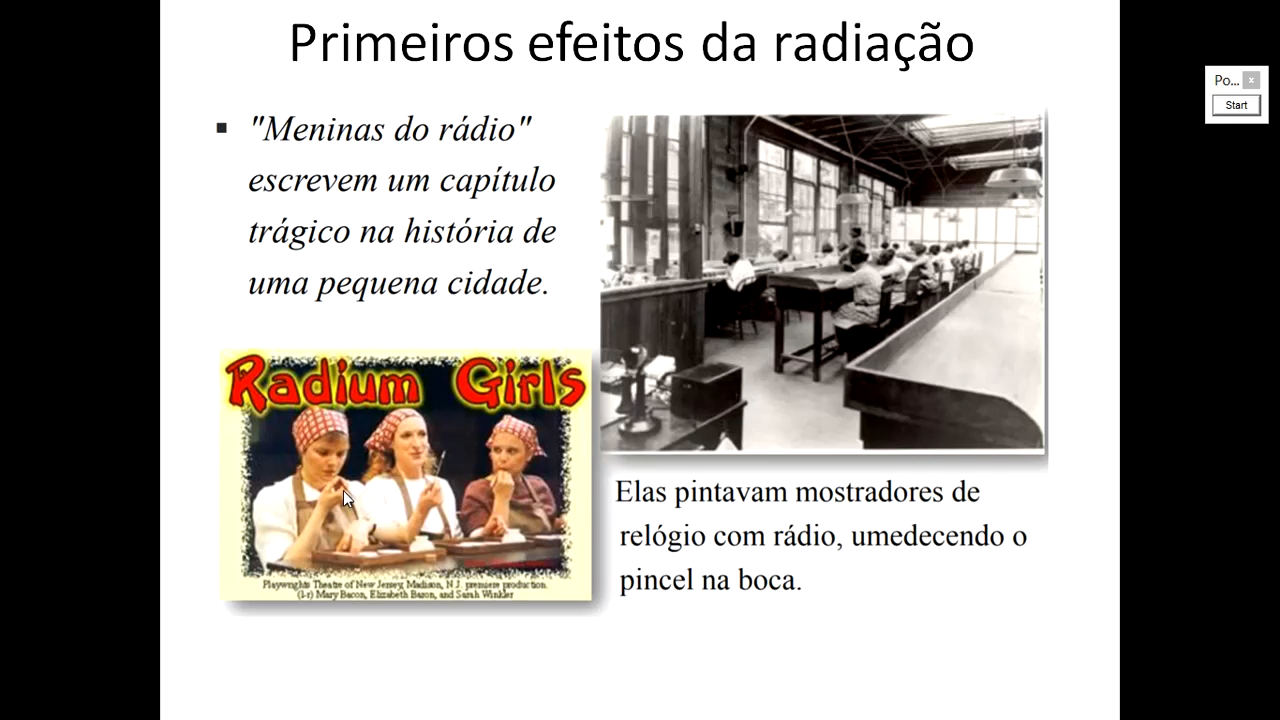 Primeiros efeitos da radiação
▪ "Meninas do rádio"
escrevem um capítulo
trágico na história de
uma pequena cidade.
Radium Girls
Playwrights Theatre of New Jersey, Madison, N.J. premiere production.
(l-r) Mary Bacon, Elizabeth Baron, and Sarah Winkler
Elas pintavam mostradores de
relógio com rádio, umedecendo o
pincel na boca.
Po... x
Start